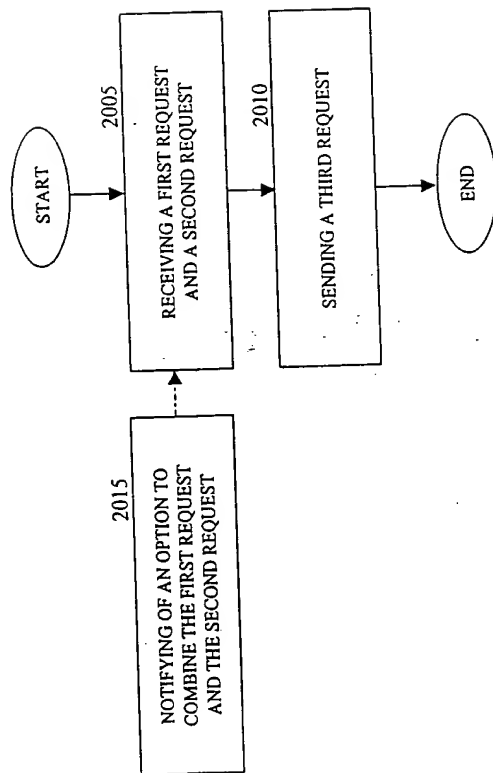 START
2005
RECEIVING A FIRST REQUEST
AND A SECOND REQUEST
2010
SENDING A THIRD REQUEST
END
2015
NOTIFYING OF AN OPTION TO
COMBINE THE FIRST REQUEST
AND THE SECOND REQUEST